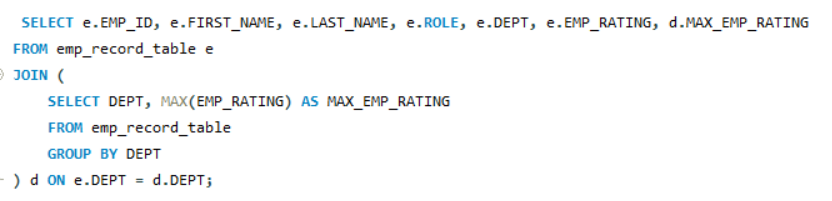 SELECT e.EMP_ID, e.FIRST_NAME, e.LAST_NAME, e.ROLE, e.DEPT, e.EMP_RATING, d.MAX_EMP_RATING
FROM emp_record_table e
JOIN (
SELECT DEPT, MAX(EMP_RATING) AS MAX_EMP_RATING
FROM emp_record_table
GROUP BY DEPT
) d ON e.DEPT = d.DEPT;